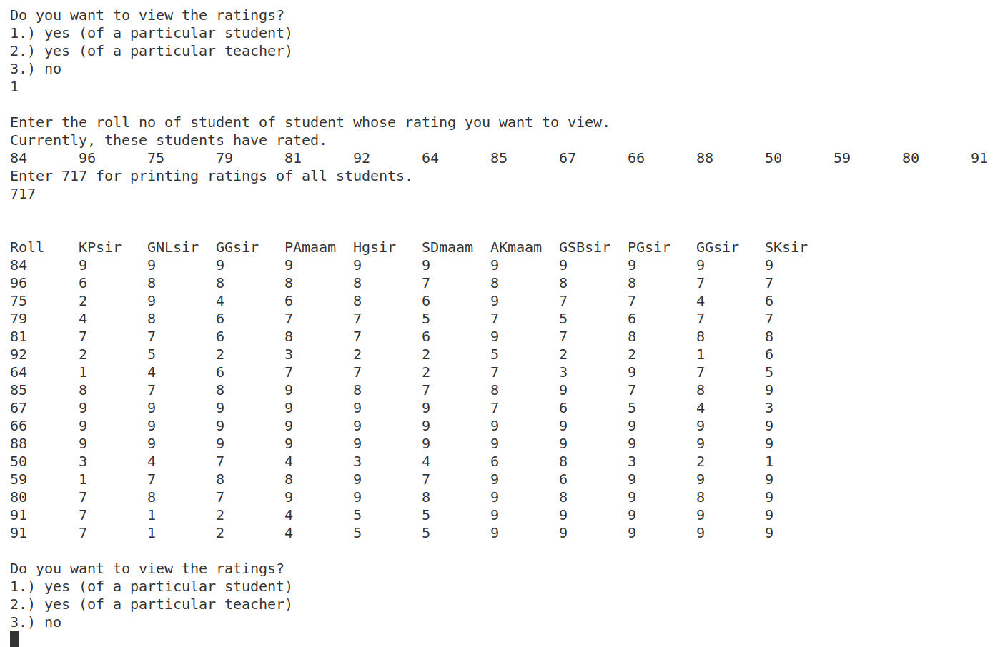 Do you want to view the ratings?
1.) yes (of a particular student)
2.) yes (of a particular teacher)
3.) no
1
Enter the roll no of student of student whose rating you want to view.
Currently, these students have rated.
84 96 75 79 81 92 64 85 67 66 88 50 59 80 91
Enter 717 for printing ratings of all students.
717
Roll KPsir GNLsir GGsir PAmaam Hgsir SDmaam AKmaam GSBsir PGsir GGsir SKsir
84 9 9 9 9 9 9 9 9 9 9 9
96 6 8 8 8 8 7 8 8 8 7 7
75 2 9 4 6 8 6 9 7 7 4 6
79 4 8 6 7 7 5 7 5 6 7 7
81 7 7 6 8 7 6 9 7 8 8 8
92 2 5 2 3 2 2 5 2 2 1 6
64 1 4 6 7 7 2 7 3 9 7 5
85 8 7 8 9 8 7 8 9 7 8 9
67 9 9 9 9 9 9 7 6 5 4 3
66 9 9 9 9 9 9 9 9 9 9 9
88 9 9 9 9 9 9 9 9 9 9 9
50 3 4 7 4 3 4 6 8 3 2 1
59 1 7 8 8 9 7 9 6 9 9 9
80 7 8 7 9 9 8 9 8 9 8 9
91 7 1 2 4 5 5 9 9 9 9 9
91 7 1 2 4 5 5 9 9 9 9 9
Do you want to view the ratings?
1.) yes (of a particular student)
2.) yes (of a particular teacher)
3.) no